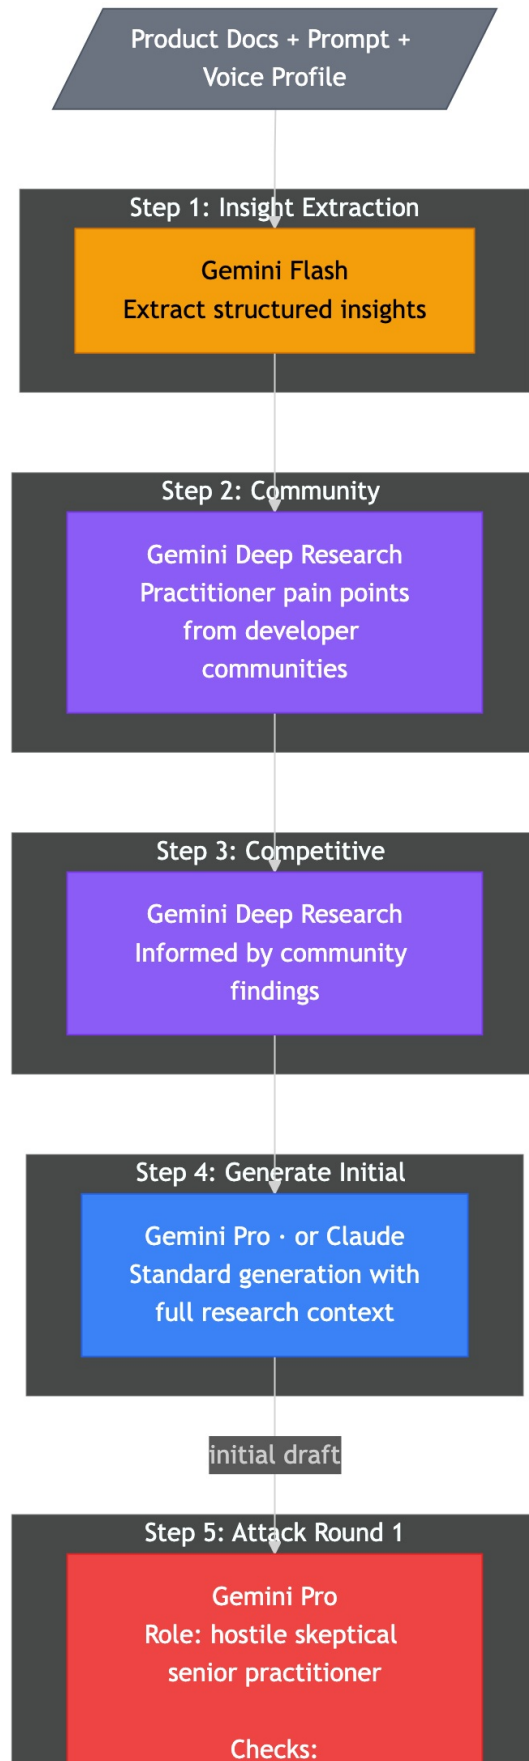 Product Docs + Prompt +
Voice Profile
Step 1: Insight Extraction
Gemini Flash
Extract structured insights
Step 2: Community
Gemini Deep Research
Practitioner pain points
from developer
communities
Step 3: Competitive
Gemini Deep Research
Informed by community
findings
Step 4: Generate Initial
Gemini Pro · or Claude
Standard generation with
full research context
initial draft
Step 5: Attack Round 1
Gemini Pro
Role: hostile skeptical
senior practitioner
Checks: